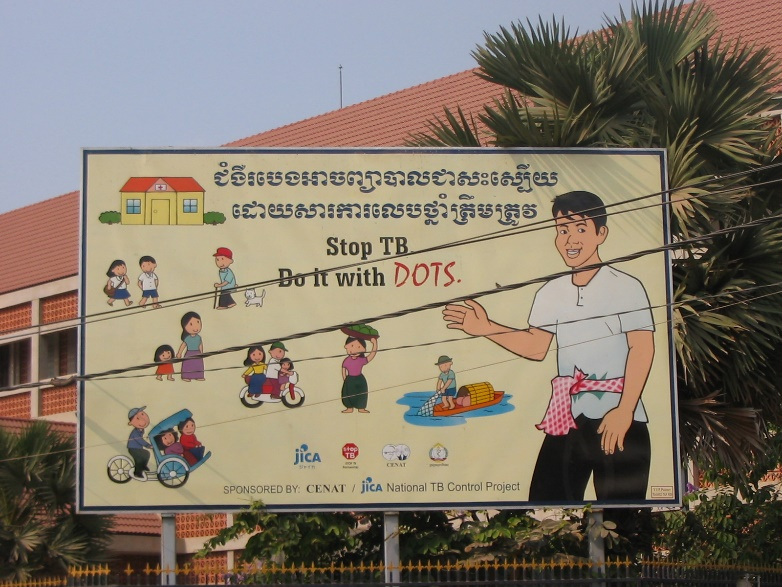 ជំងឺរបេងអាចព្យាបាលជាសះស្បើយ
ដោយសារការលេបថ្នាំត្រឹមត្រូវ
Stop TB
Do it with DOTS.
jICA
stop TB
CENAT
SPONSORED BY: CENAT / jICA National TB Control Project